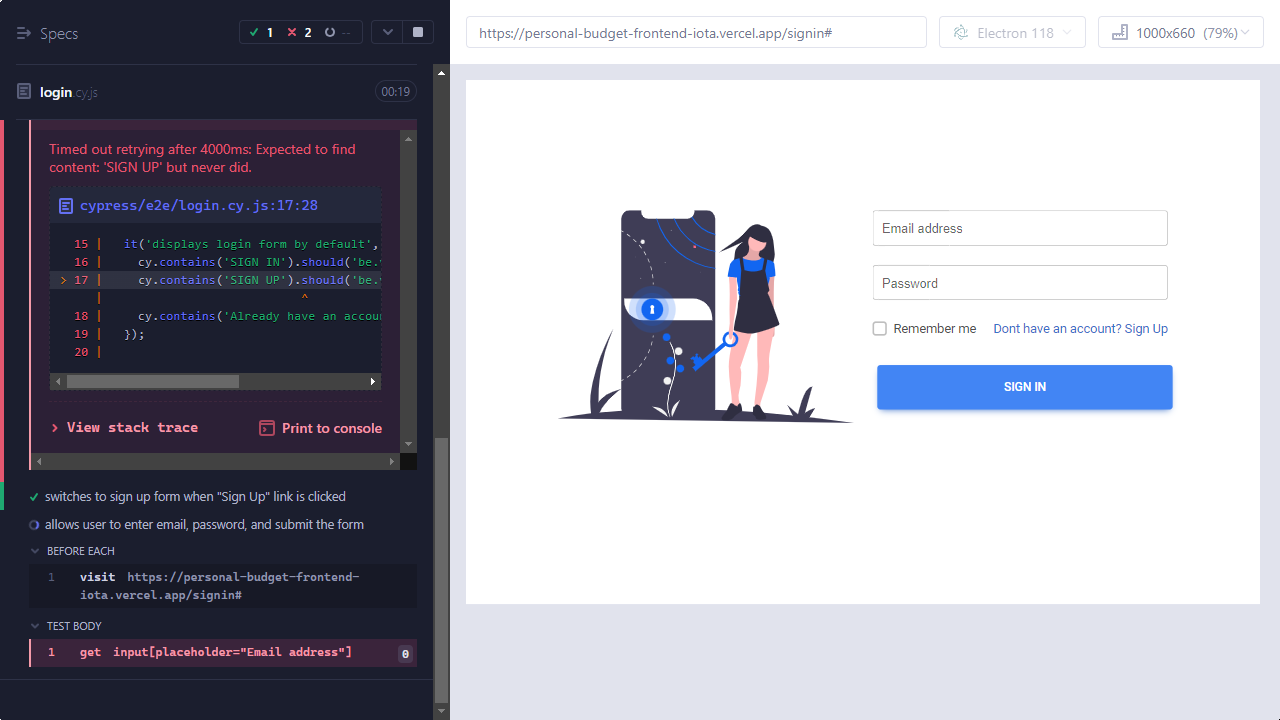 Specs
1
2
--
https://personal-budget-frontend-iota.vercel.app/signin#
Electron 118
1000x660 (79%)
login.cy.js
00:19
Timed out retrying after 4000ms: Expected to find
content: 'SIGN UP' but never did.
cypress/e2e/login.cy.js:17:28
15 | it('displays login form by default',
16 | cy.contains('SIGN IN').should('be.
> 17 | cy.contains('SIGN UP').should('be.
| ^
18 | cy.contains('Already have an accou
19 | });
20 |
> View stack trace
Print to console
switches to sign up form when "Sign Up" link is clicked
allows user to enter email, password, and submit the form
BEFORE EACH
1 visit https://personal-budget-frontend-
iota.vercel.app/signin#
TEST BODY
1 get input[placeholder="Email address"] 0
Email address
Password
Remember me
Dont have an account? Sign Up
SIGN IN